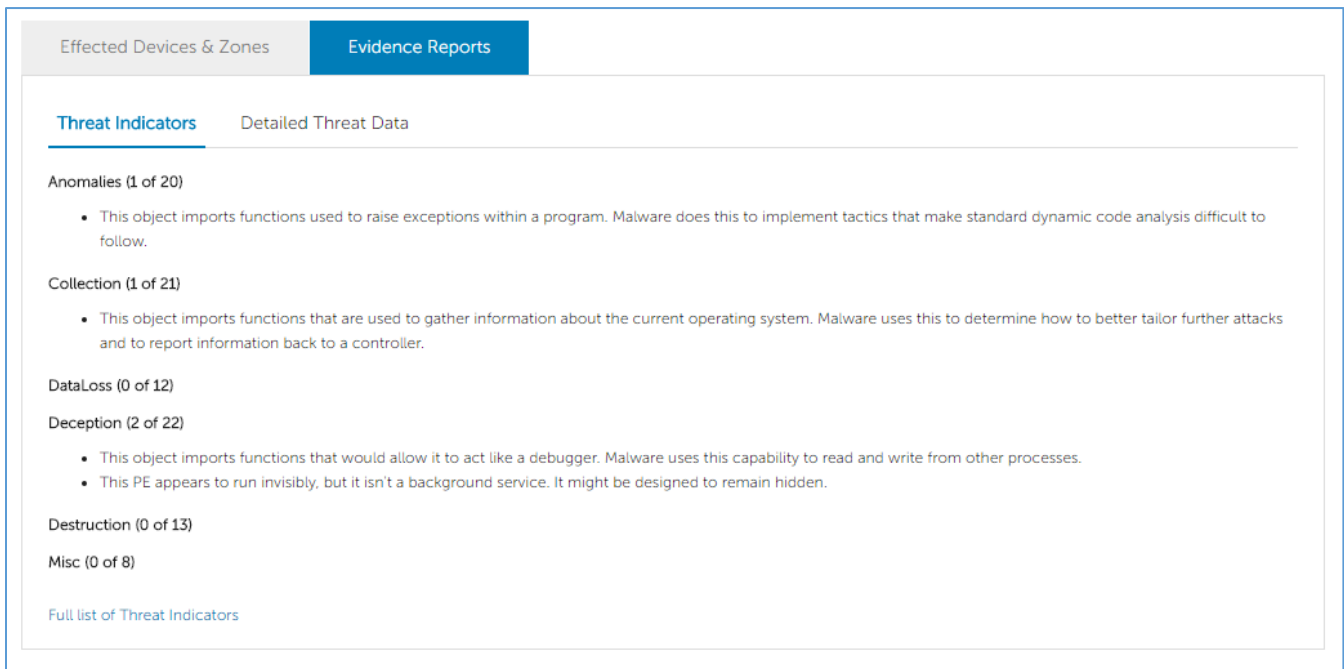 Effected Devices & Zones
Evidence Reports
Threat Indicators
Detailed Threat Data
Anomalies (1 of 20)
• This object imports functions used to raise exceptions within a program. Malware does this to implement tactics that make standard dynamic code analysis difficult to
follow.
Collection (1 of 21)
• This object imports functions that are used to gather information about the current operating system. Malware uses this to determine how to better tailor further attacks
and to report information back to a controller.
DataLoss (0 of 12)
Deception (2 of 22)
• This object imports functions that would allow it to act like a debugger. Malware uses this capability to read and write from other processes.
• This PE appears to run invisibly, but it isn't a background service. It might be designed to remain hidden.
Destruction (0 of 13)
Misc (0 of 8)
Full list of Threat Indicators